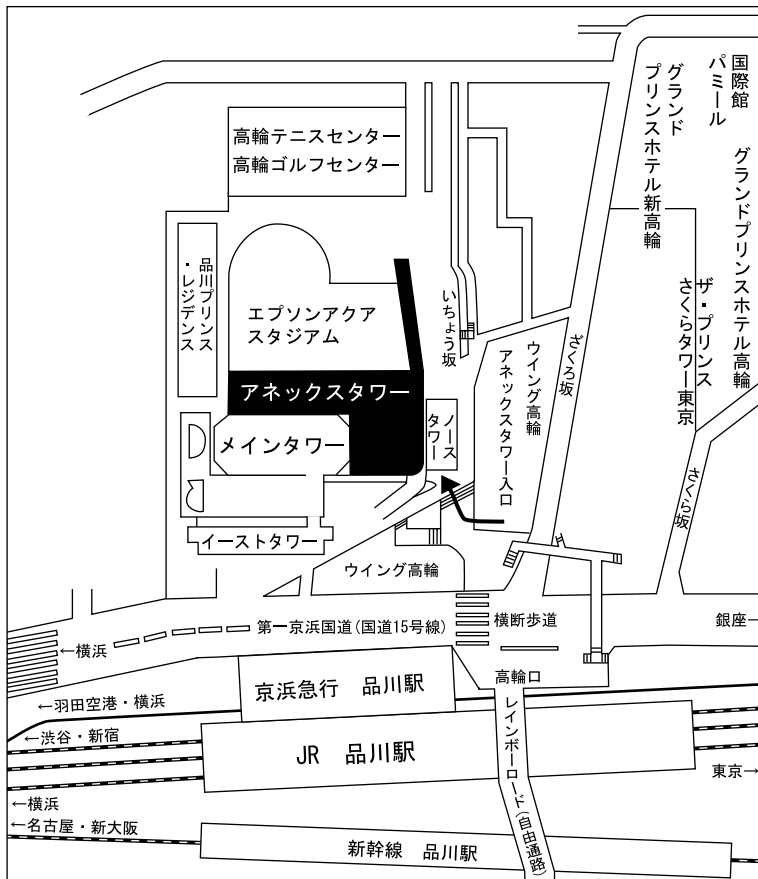 国際館
パミール
グランド
プリンスホテル新高輪
グランドプリンスホテル高輪
ザ・プリンス
さくらタワー東京
高輪テニスセンター
高輪ゴルフセンター
品川プリンス
・レジデンス
エプソンアクア
スタジアム
いちょう坂
ざくろ坂
アネックスタワー
メインタワー
ノース
タワー
ウイング高輪
アネックスタワー入口
さくら坂
イーストタワー
ウイング高輪
第一京浜国道(国道15号線)
横断歩道
銀座→
←横浜
高輪口
京浜急行 品川駅
←羽田空港・横浜
←渋谷・新宿
JR 品川駅
レインボーロード(自由通路)
東京→
←横浜
←名古屋・新大阪
新幹線 品川駅